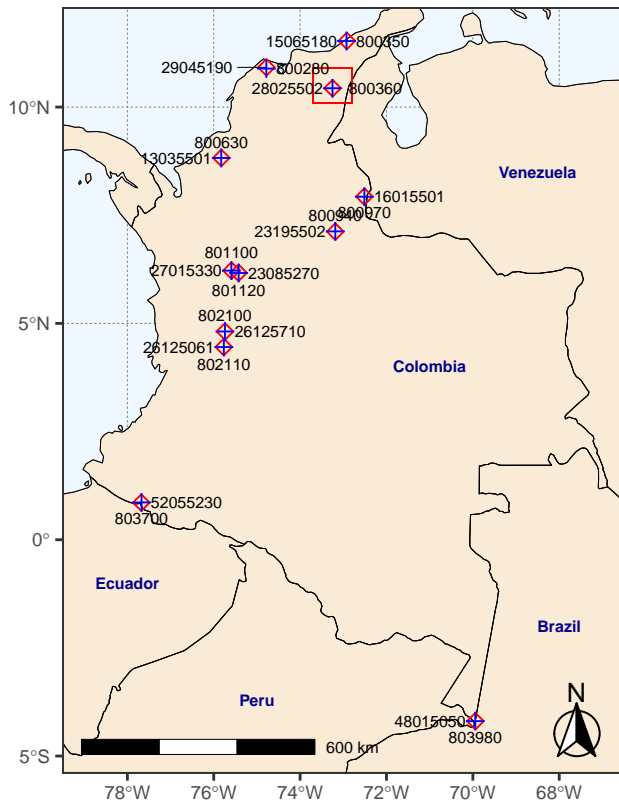 15065180 800350
29045190 800280
10°N
28025502 800360
800630
13035501
Venezuela
16015501
800970
800940
23195502
801100
27015330 23085270
801120
5°N
802100
26125710
26125061
802110
Colombia
52055230
803700
0°
Ecuador
Brazil
Peru
N
48015050
803980
600 km
5°S
78°W 76°W 74°W 72°W 70°W 68°W